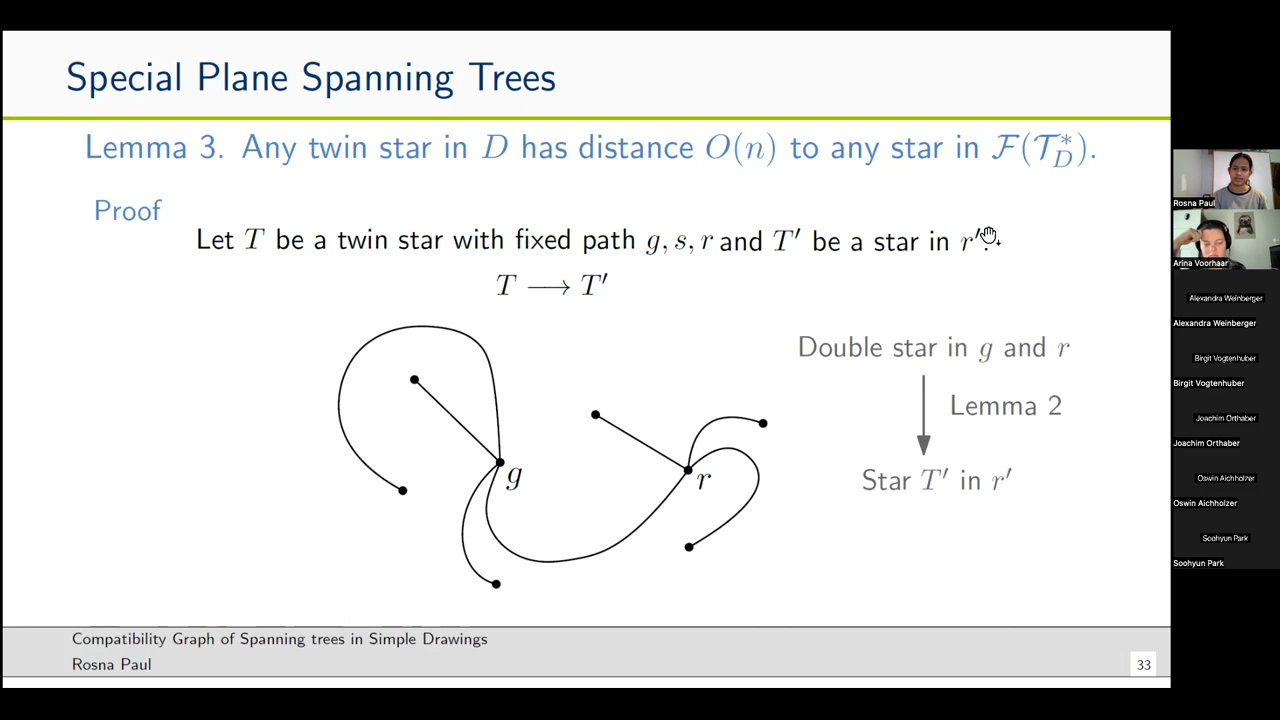 Special Plane Spanning Trees
Lemma 3. Any twin star in D has distance O(n) to any star in F(T*_D).
Proof
Let T be a twin star with fixed path g, s, r and T′ be a star in r′.
T ⟶ T′
Double star in g and r
Lemma 2
Star T′ in r′
g
r
Compatibility Graph of Spanning trees in Simple Drawings
Rosna Paul
33
Rosna Paul
Arina Voorhaar
Alexandra Weinberger
Alexandra Weinberger
Birgit Vogtenhuber
Birgit Vogtenhuber
Joachim Orthaber
Joachim Orthaber
Oswin Aichholzer
Oswin Aichholzer
Soohyun Park
Soohyun Park